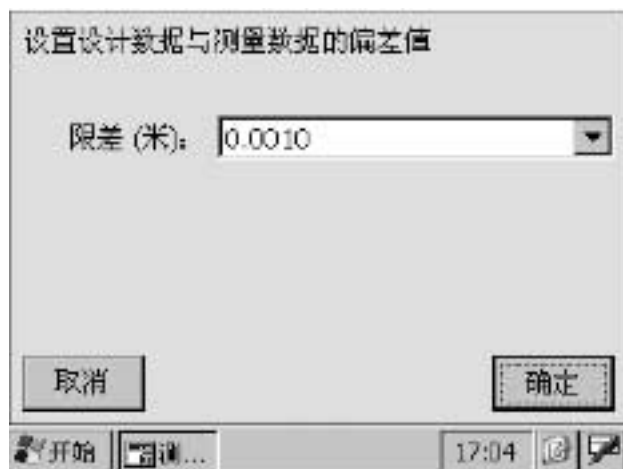 设置设计数据与测量数据的偏差值
限差 (米): 0.0010
取消
确定
开始
测...
17:04